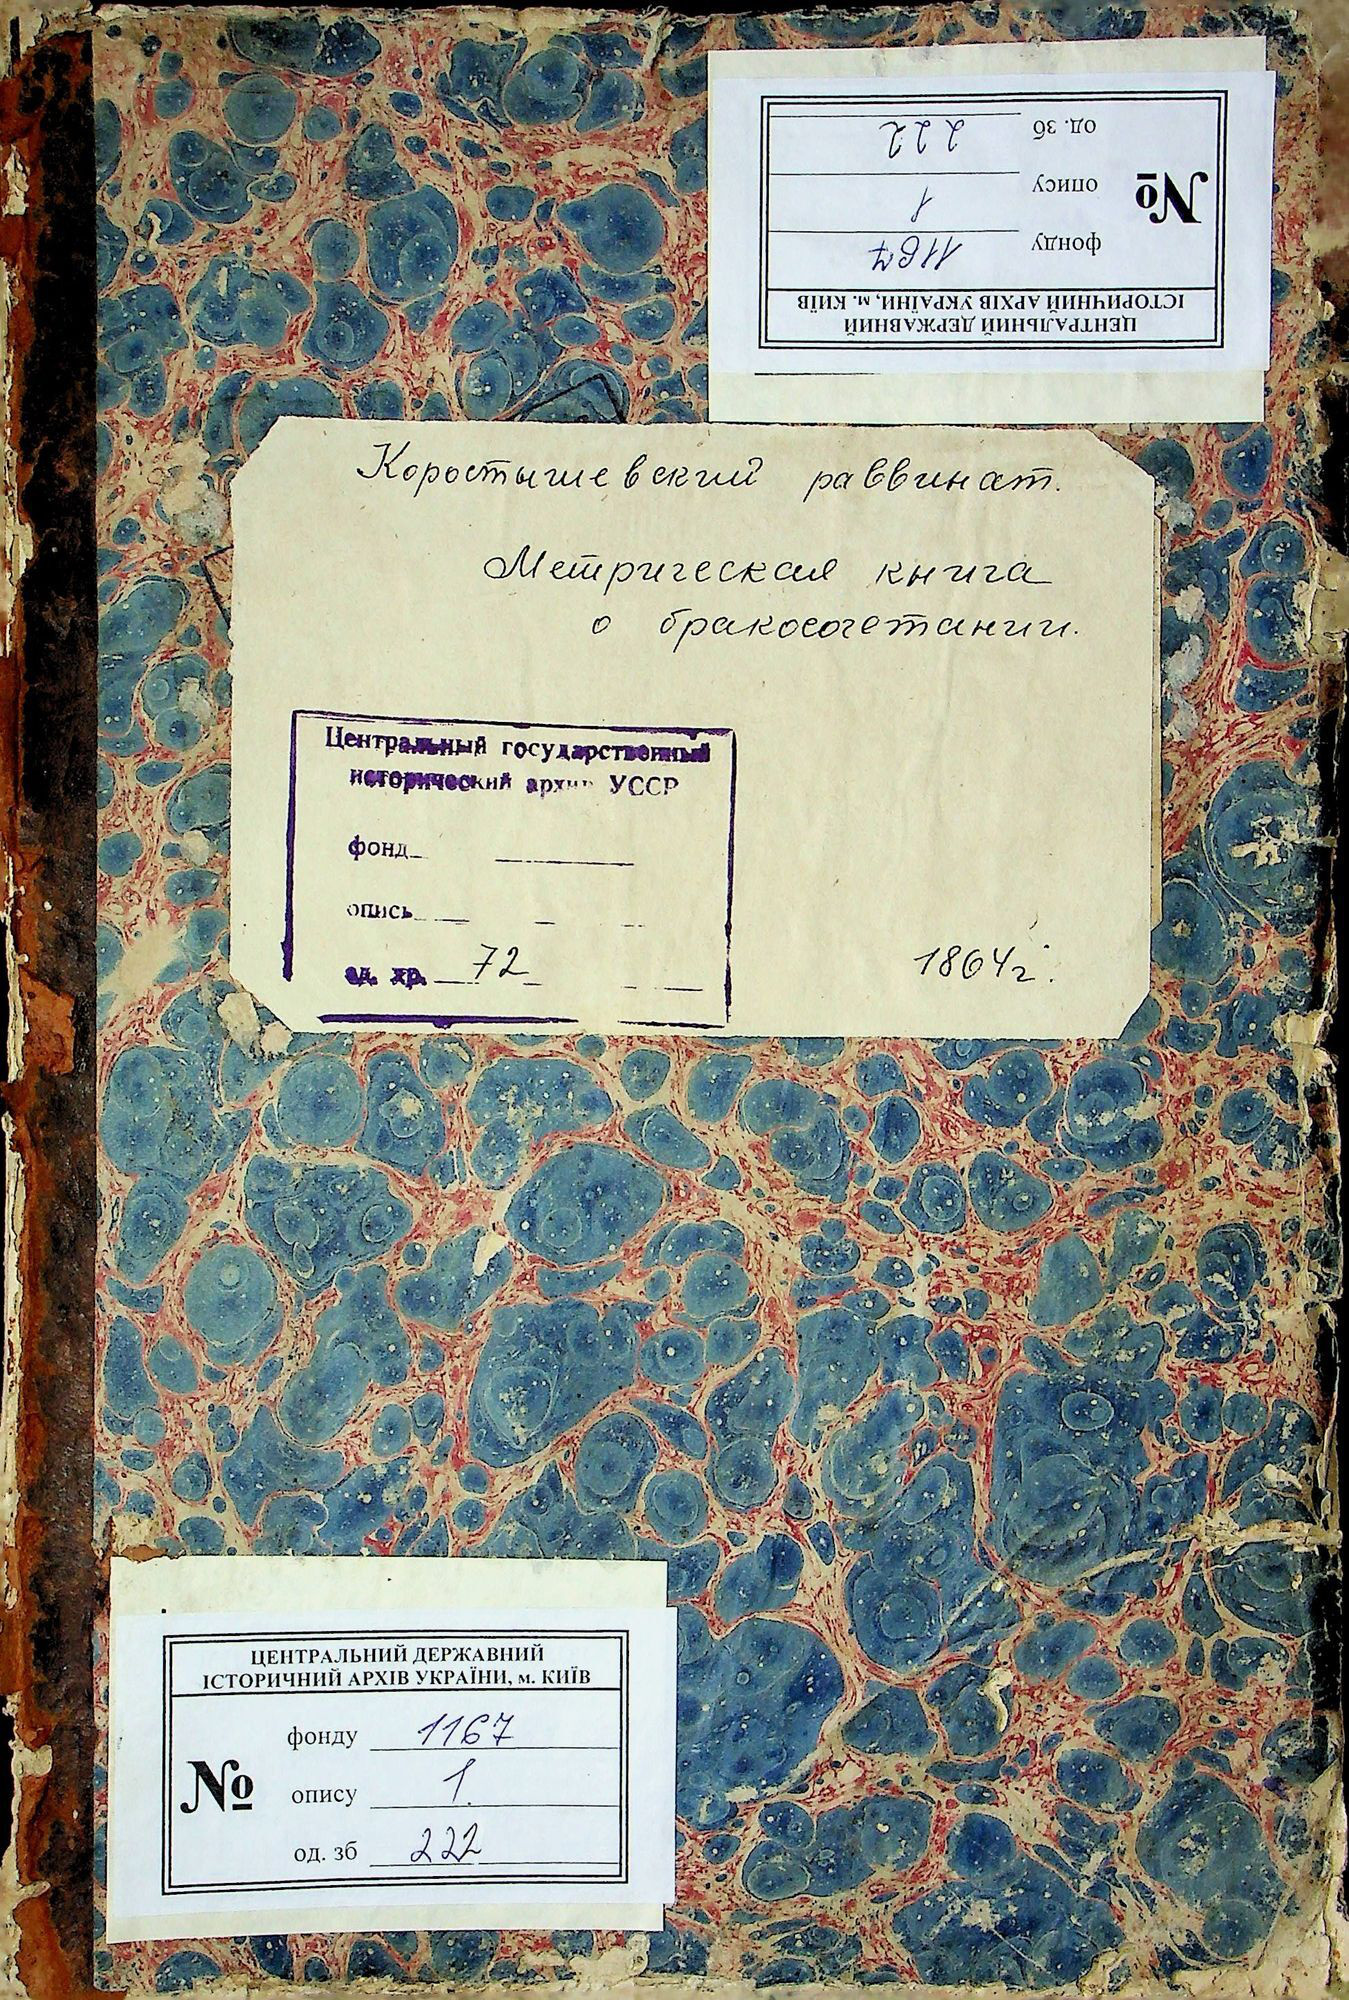 ЦЕНТРАЛЬНИЙ ДЕРЖАВНИЙ
ІСТОРИЧНИЙ АРХІВ УКРАЇНИ, м. КИЇВ
№
фонду 1167
опису 1
од. зб 222
Коростышевский раввинат.
Метрическая книга
о бракосочетании.
Центральный государственный
исторический архив УССР
фонд
опись
ед. хр. 72
1864 г.
ЦЕНТРАЛЬНИЙ ДЕРЖАВНИЙ
ІСТОРИЧНИЙ АРХІВ УКРАЇНИ, м. КИЇВ
фонду 1167
№ опису 1.
од. зб 222